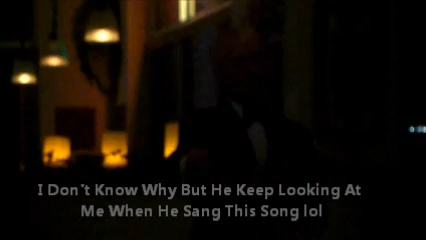 I Don't Know Why But He Keep Looking At
Me When He Sang This Song lol